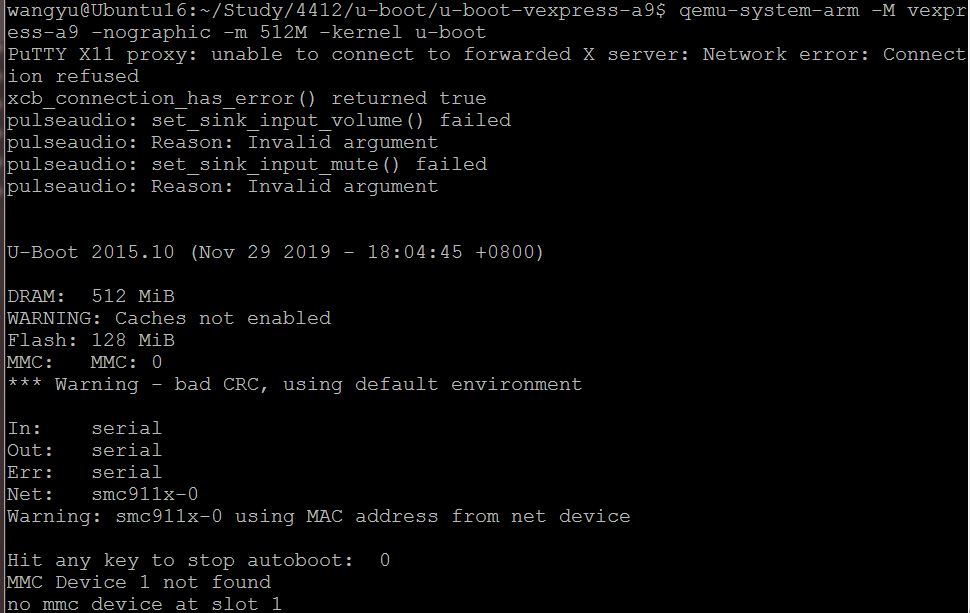 wangyu@Ubuntu16:~/Study/4412/u-boot/u-boot-vexpress-a9$ qemu-system-arm -M vexpr
ess-a9 -nographic -m 512M -kernel u-boot
PuTTY X11 proxy: unable to connect to forwarded X server: Network error: Connect
ion refused
xcb_connection_has_error() returned true
pulseaudio: set_sink_input_volume() failed
pulseaudio: Reason: Invalid argument
pulseaudio: set_sink_input_mute() failed
pulseaudio: Reason: Invalid argument
U-Boot 2015.10 (Nov 29 2019 - 18:04:45 +0800)
DRAM:  512 MiB
WARNING: Caches not enabled
Flash: 128 MiB
MMC:   MMC: 0
*** Warning - bad CRC, using default environment
In:    serial
Out:   serial
Err:   serial
Net:   smc911x-0
Warning: smc911x-0 using MAC address from net device
Hit any key to stop autoboot:  0
MMC Device 1 not found
no mmc device at slot 1